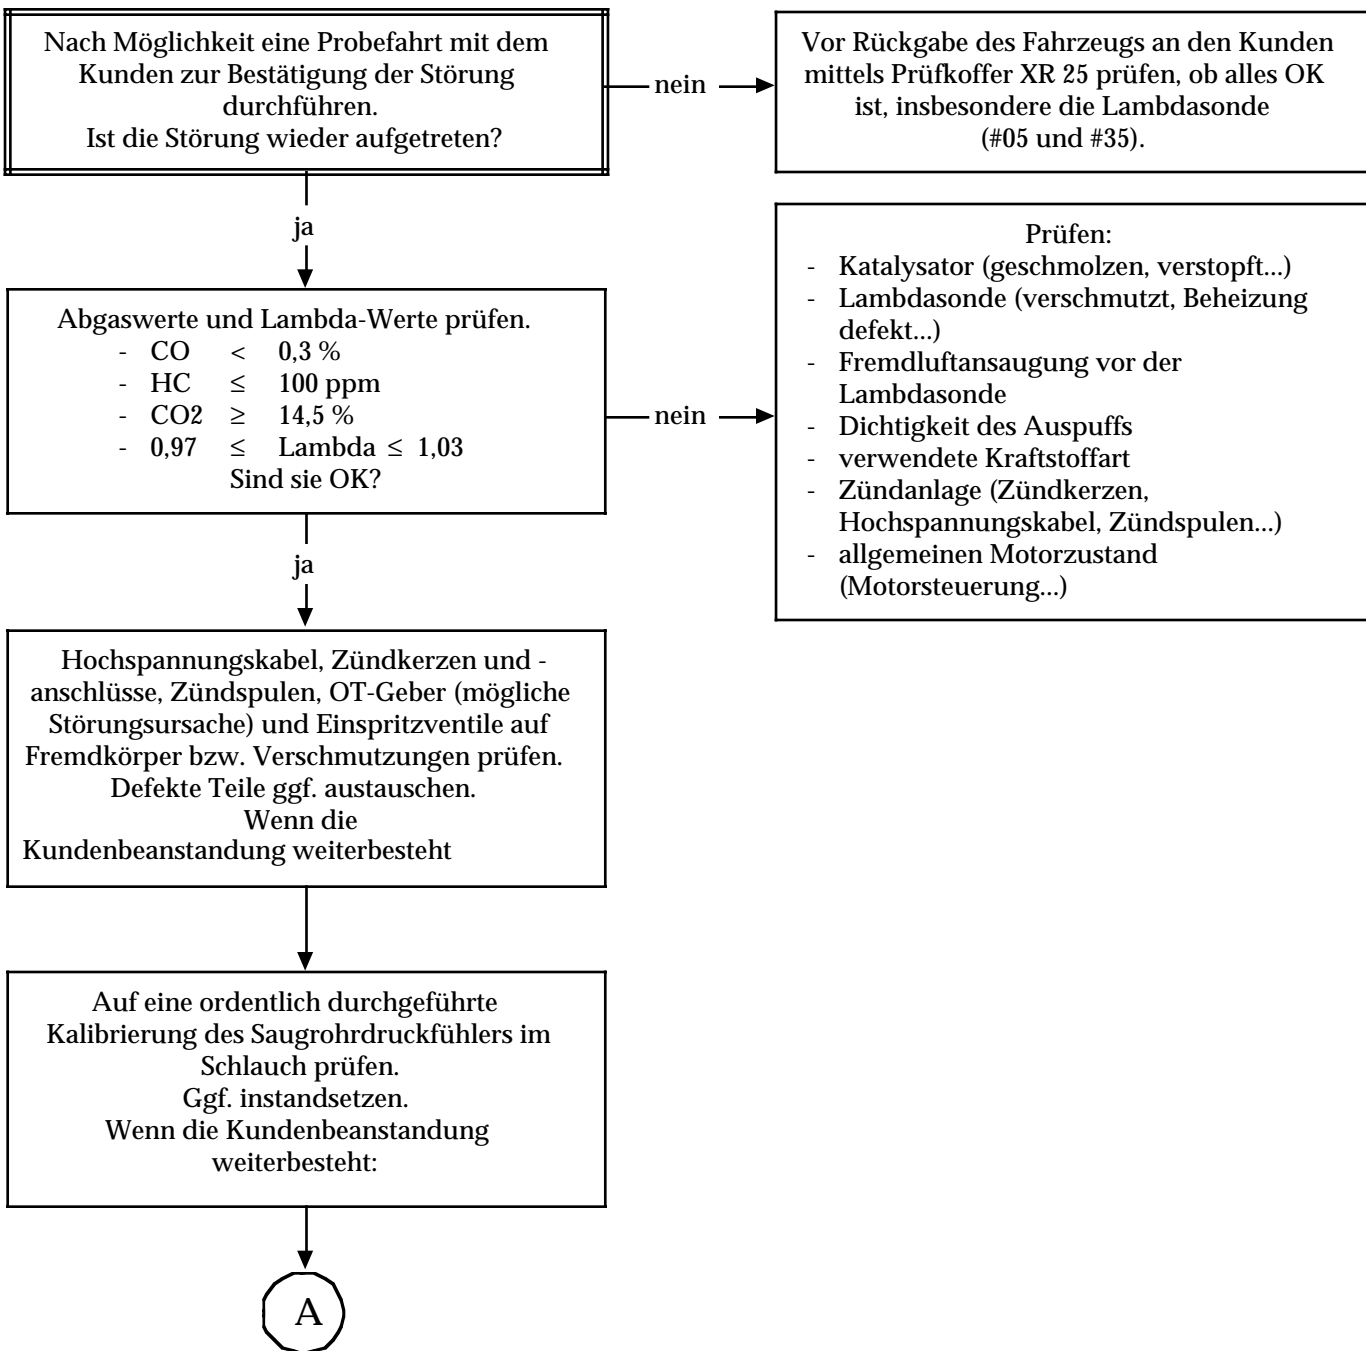 Nach Möglichkeit eine Probefahrt mit dem
Kunden zur Bestätigung der Störung
durchführen.
Ist die Störung wieder aufgetreten?
nein
Vor Rückgabe des Fahrzeugs an den Kunden
mittels Prüfkoffer XR 25 prüfen, ob alles OK
ist, insbesondere die Lambdasonde
(#05 und #35).
ja
Abgaswerte und Lambda-Werte prüfen.
- CO < 0,3 %
- HC ≤ 100 ppm
- CO2 ≥ 14,5 %
- 0,97 ≤ Lambda ≤ 1,03
Sind sie OK?
nein
Prüfen:
- Katalysator (geschmolzen, verstopft...)
- Lambdasonde (verschmutzt, Beheizung
defekt...)
- Fremdluftansaugung vor der
Lambdasonde
- Dichtigkeit des Auspuffs
- verwendete Kraftstoffart
- Zündanlage (Zündkerzen,
Hochspannungskabel, Zündspulen...)
- allgemeinen Motorzustand
(Motorsteuerung...)
ja
Hochspannungskabel, Zündkerzen und -
anschlüsse, Zündspulen, OT-Geber (mögliche
Störungsursache) und Einspritzventile auf
Fremdkörper bzw. Verschmutzungen prüfen.
Defekte Teile ggf. austauschen.
Wenn die
Kundenbeanstandung weiterbesteht
Auf eine ordentlich durchgeführte
Kalibrierung des Saugrohrdruckfühlers im
Schlauch prüfen.
Ggf. instandsetzen.
Wenn die Kundenbeanstandung
weiterbesteht:
A